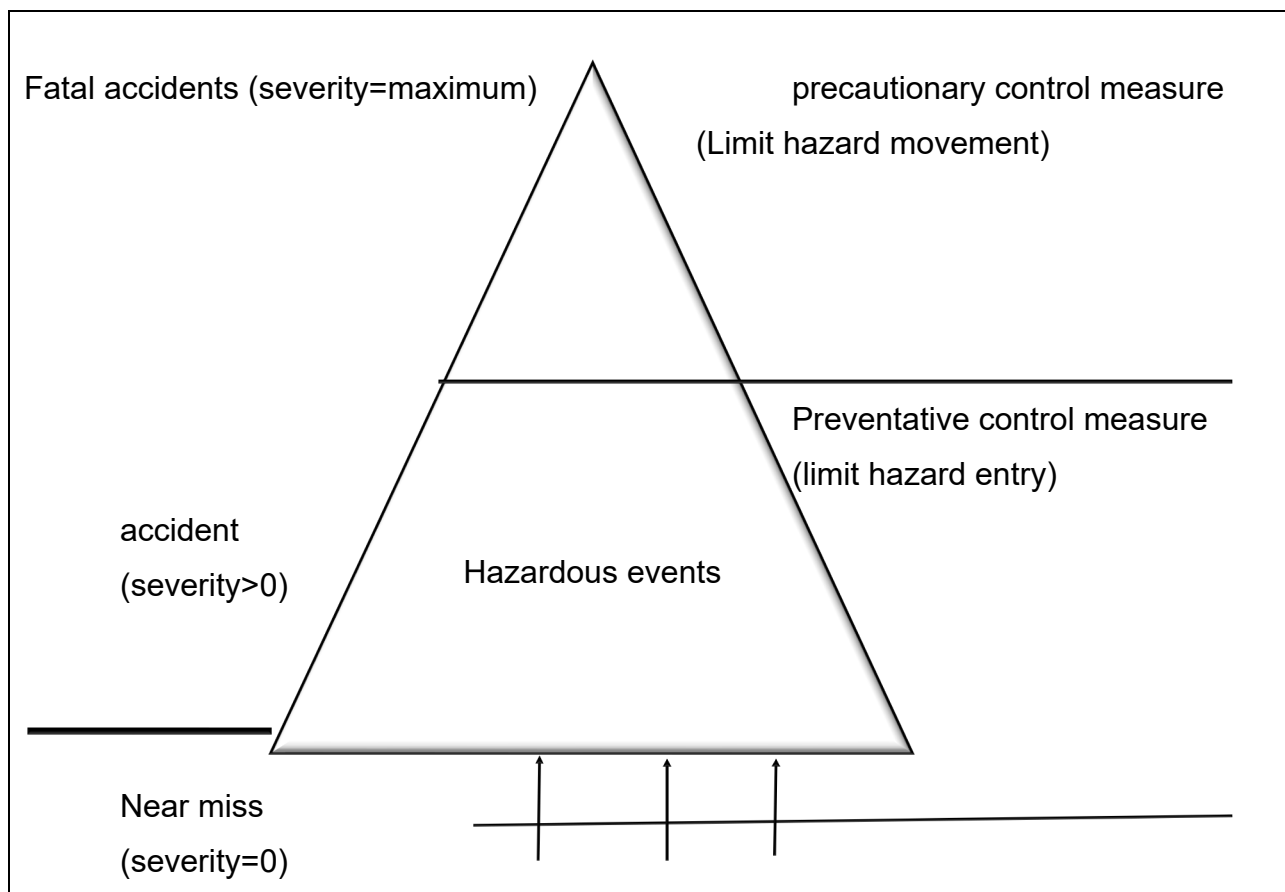 Fatal accidents (severity=maximum)
precautionary control measure
(Limit hazard movement)
Preventative control measure
(limit hazard entry)
accident
(severity>0)
Hazardous events
Near miss
(severity=0)